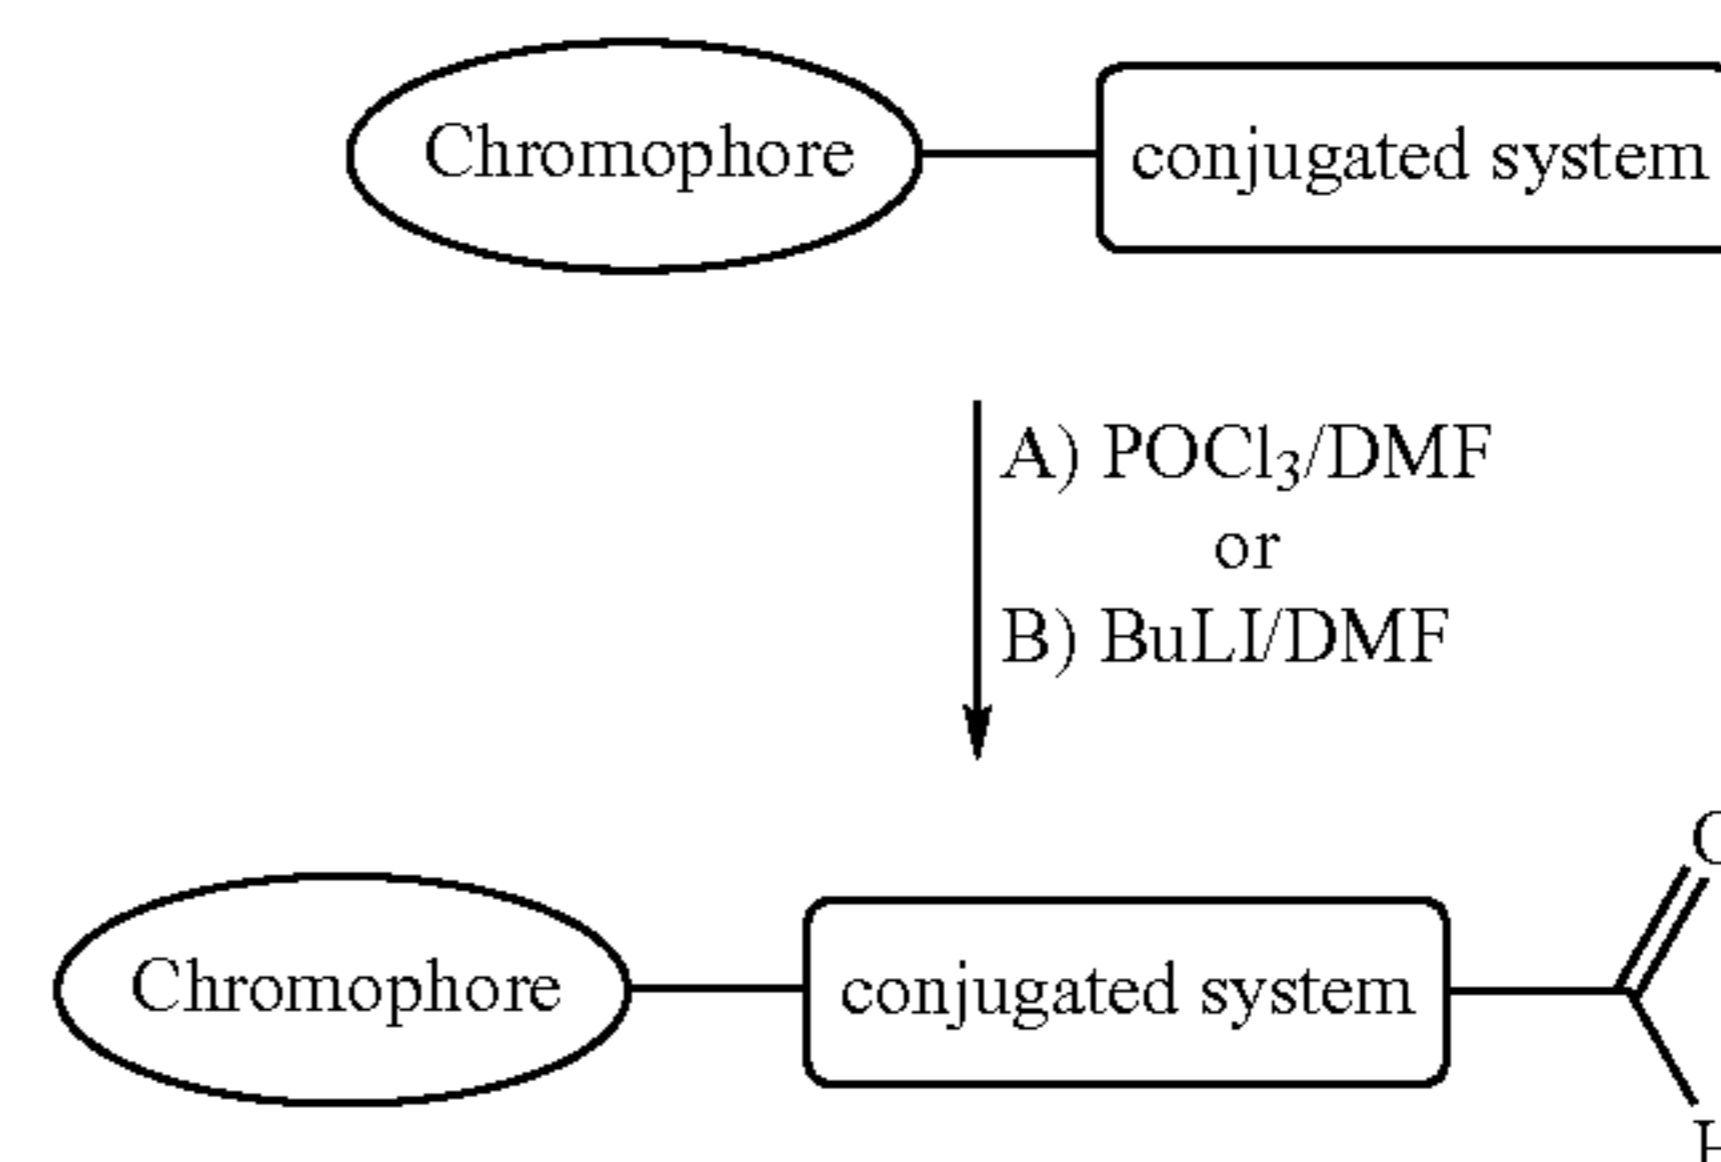 Chromophore
conjugated system
A) POCl₃/DMF
or
B) BuLI/DMF
Chromophore
conjugated system
H